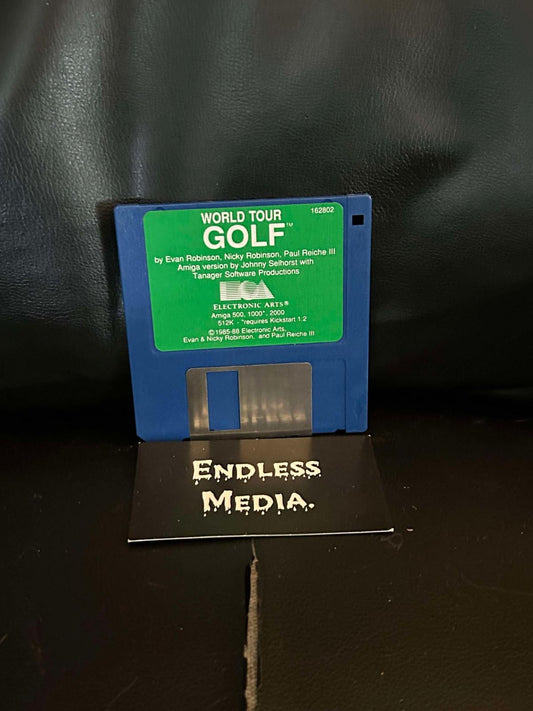 WORLD TOUR 162802
GOLF™
by Evan Robinson, Nicky Robinson, Paul Reiche III
Amiga version by Johnny Selhorst with
Tanager Software Productions
ELECTRONIC ARTS®
Amiga 500, 1000*, 2000
512K - *requires Kickstart 1.2
©1985-88 Electronic Arts,
Evan & Nicky Robinson, and Paul Reiche III
ENDLESS
MEDIA.